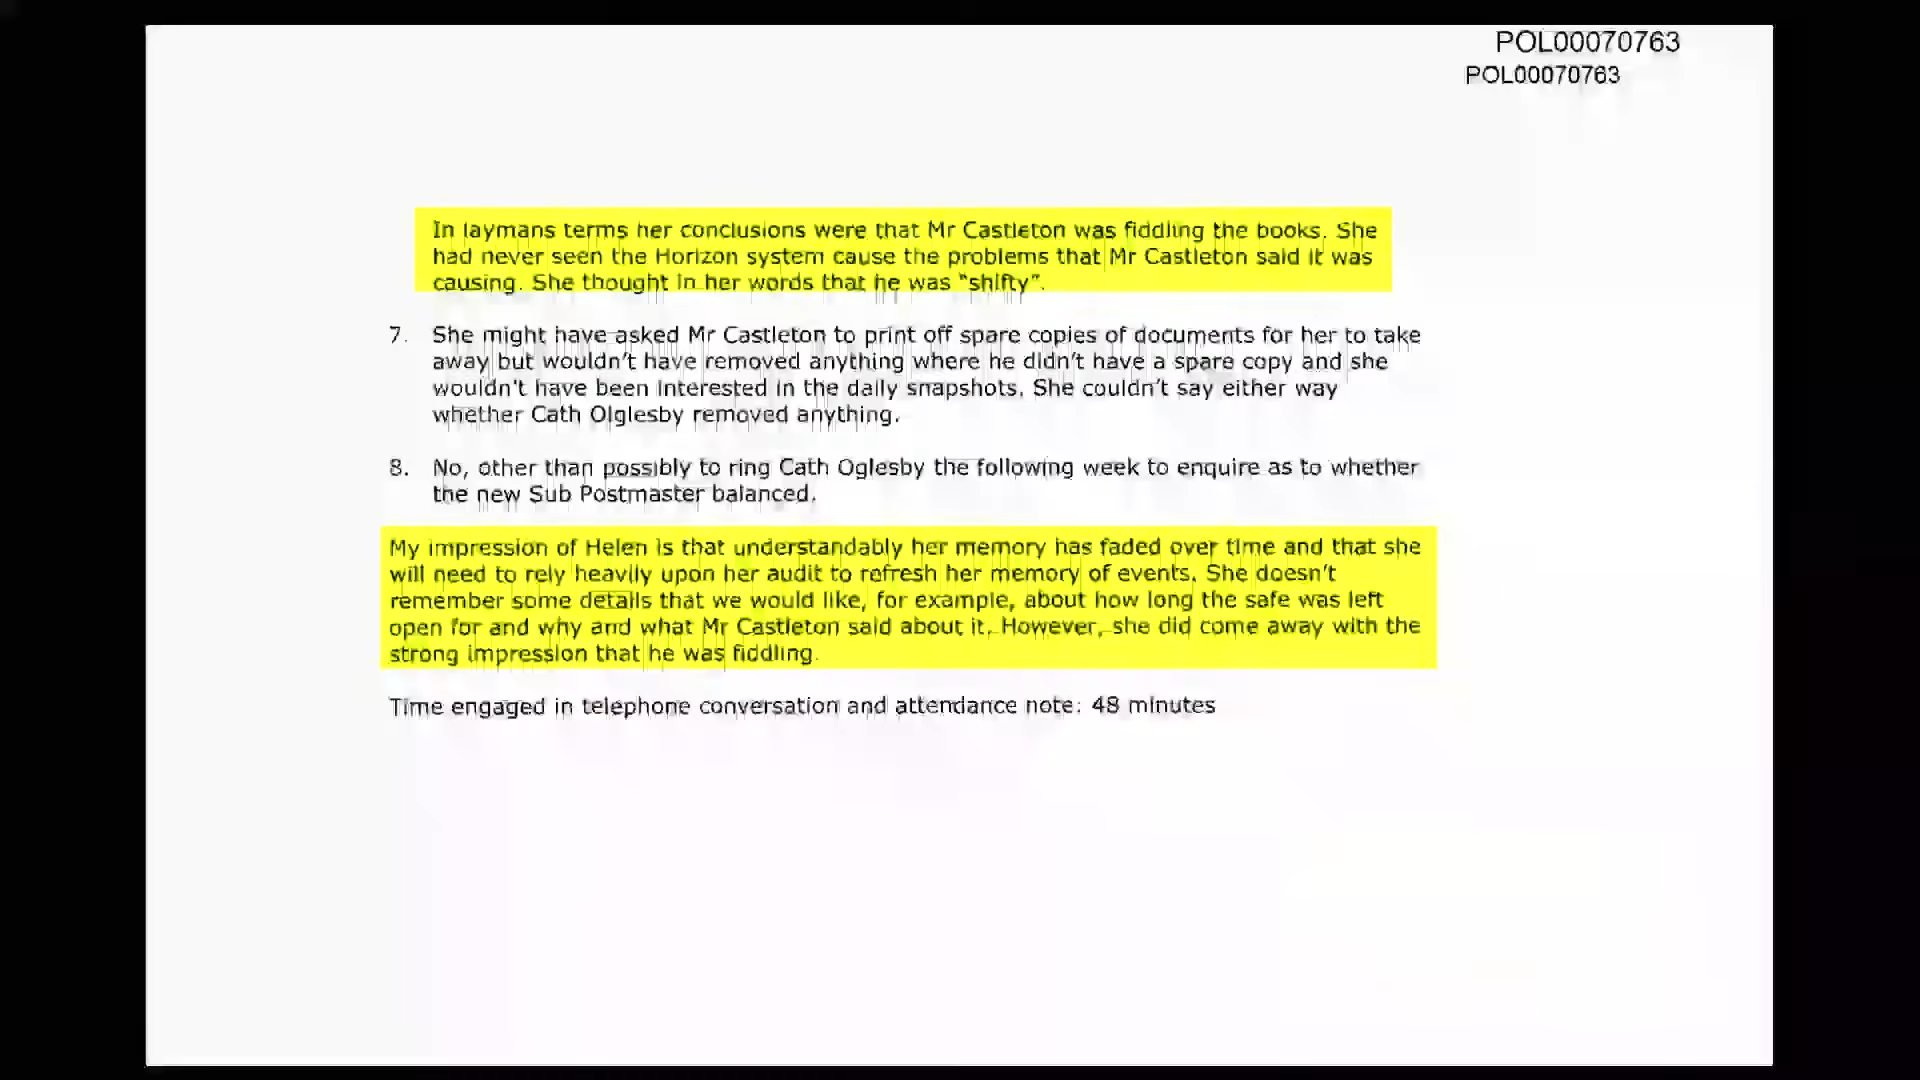 POL00070763
POL00070763
In laymans terms her conclusions were that Mr Castleton was fiddling the books. She
had never seen the Horizon system cause the problems that Mr Castleton said it was
causing. She thought in her words that he was “shifty”.
7. She might have asked Mr Castleton to print off spare copies of documents for her to take
away but wouldn’t have removed anything where he didn’t have a spare copy and she
wouldn’t have been interested in the daily snapshots. She couldn’t say either way
whether Cath Olglesby removed anything.
8. No, other than possibly to ring Cath Oglesby the following week to enquire as to whether
the new Sub Postmaster balanced.
My impression of Helen is that understandably her memory has faded over time and that she
will need to rely heavily upon her audit to refresh her memory of events. She doesn’t
remember some details that we would like, for example, about how long the safe was left
open for and why and what Mr Castleton said about it. However, she did come away with the
strong impression that he was fiddling.
Time engaged in telephone conversation and attendance note: 48 minutes